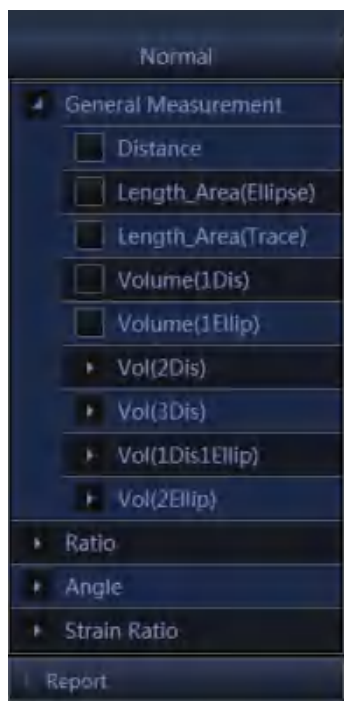 Normal
General Measurement
Distance
Length_Area(Ellipse)
Length_Area(Trace)
Volume(1Dis)
Volume(1Ellip)
Vol(2Dis)
Vol(3Dis)
Vol(1Dis1Ellip)
Vol(2Ellip)
Ratio
Angle
Strain Ratio
Report